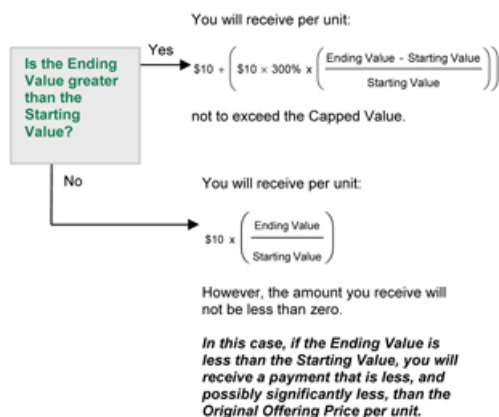 You will receive per unit:
Is the Ending
Value greater
than the
Starting
Value?
Yes
$10 + ( $10 × 300% x ( Ending Value - Starting Value
Starting Value ) )
not to exceed the Capped Value.
No
You will receive per unit:
$10 x ( Ending Value
Starting Value )
However, the amount you receive will
not be less than zero.
In this case, if the Ending Value is
less than the Starting Value, you will
receive a payment that is less, and
possibly significantly less, than the
Original Offering Price per unit.